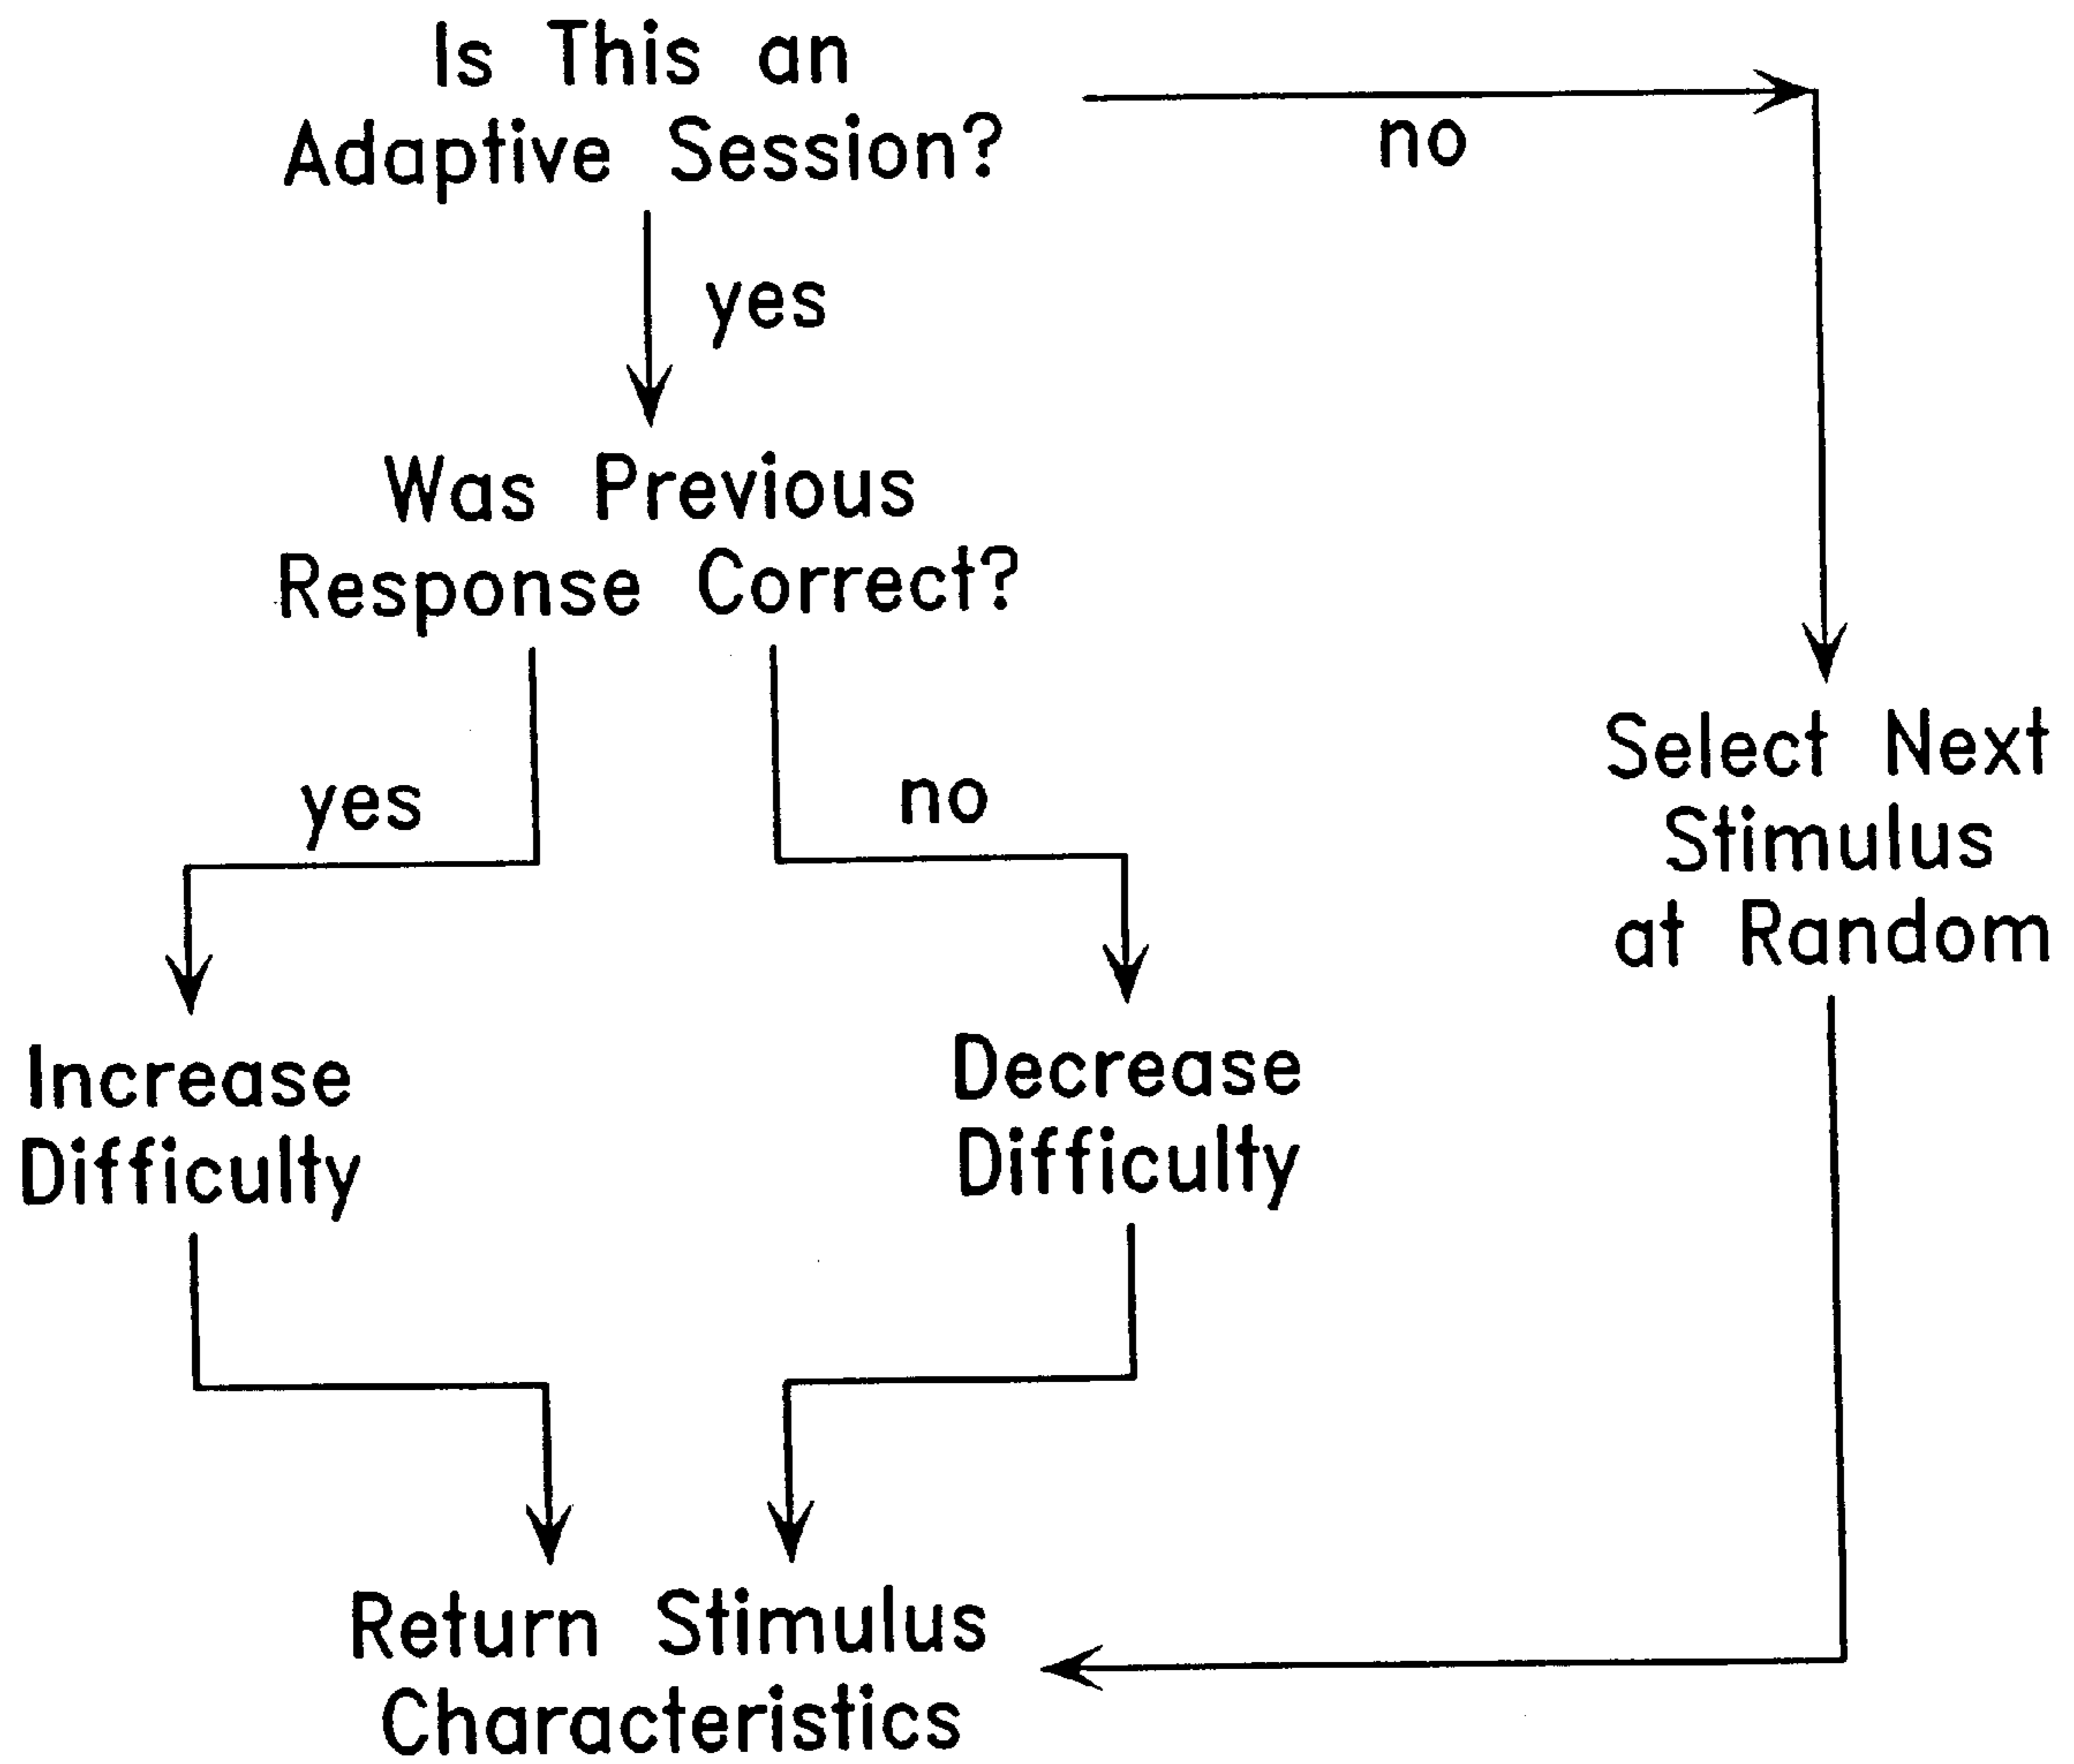 Is This an
Adaptive Session?
no
yes
Was Previous
Response Correct?
yes
no
Select Next
Stimulus
at Random
Increase
Difficulty
Decrease
Difficulty
Return Stimulus
Characteristics